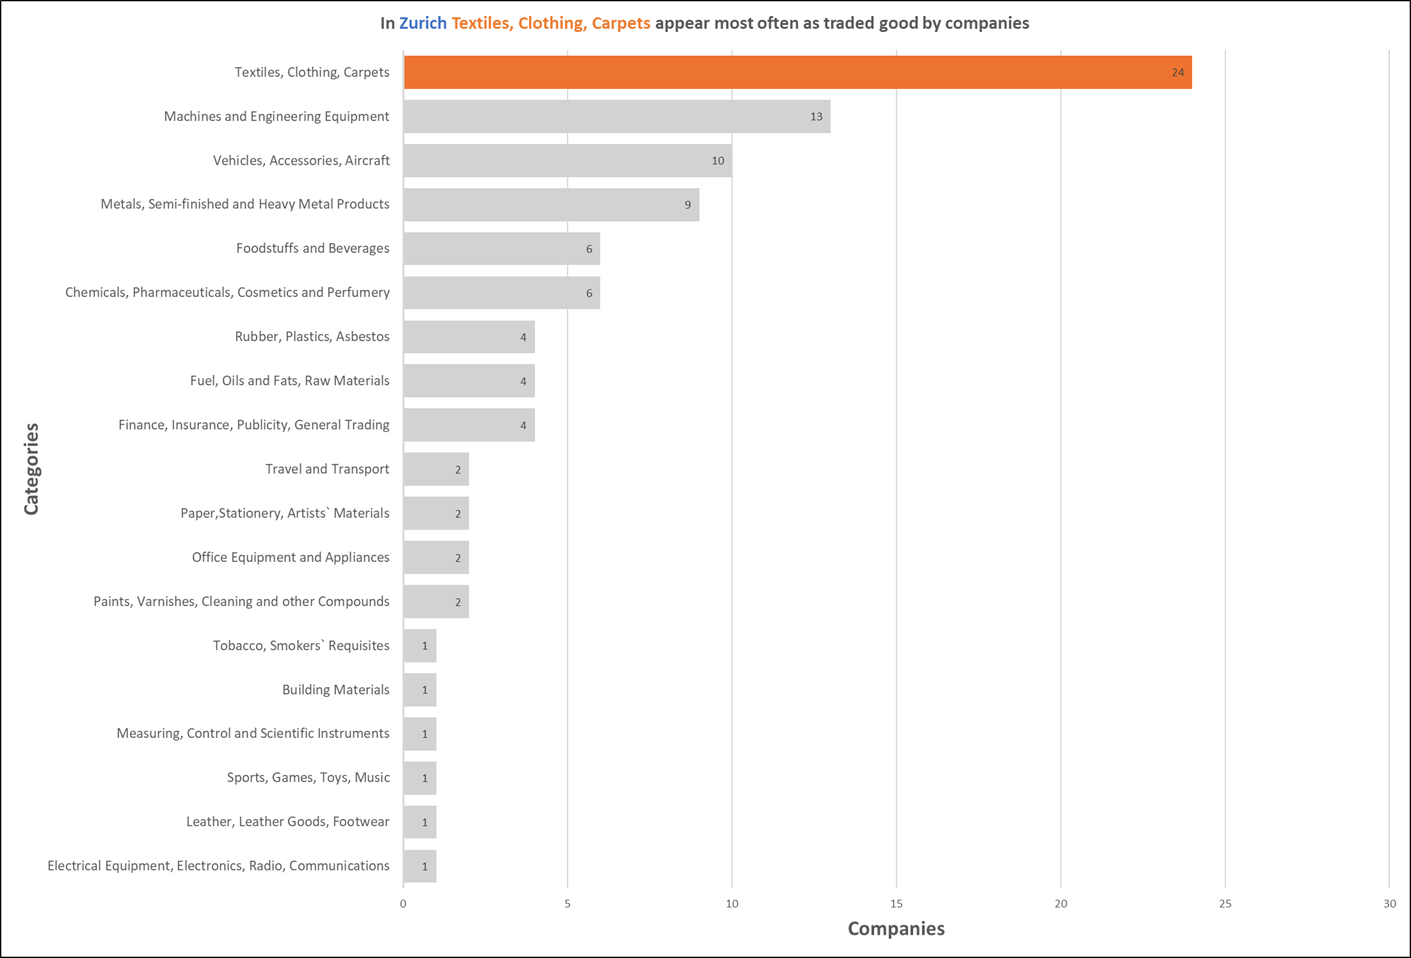 In Zurich Textiles, Clothing, Carpets appear most often as traded good by companies
Categories
Textiles, Clothing, Carpets 24
Machines and Engineering Equipment 13
Vehicles, Accessories, Aircraft 10
Metals, Semi-finished and Heavy Metal Products 9
Foodstuffs and Beverages 6
Chemicals, Pharmaceuticals, Cosmetics and Perfumery 6
Rubber, Plastics, Asbestos 4
Fuel, Oils and Fats, Raw Materials 4
Finance, Insurance, Publicity, General Trading 4
Travel and Transport 2
Paper,Stationery, Artists` Materials 2
Office Equipment and Appliances 2
Paints, Varnishes, Cleaning and other Compounds 2
Tobacco, Smokers` Requisites 1
Building Materials 1
Measuring, Control and Scientific Instruments 1
Sports, Games, Toys, Music 1
Leather, Leather Goods, Footwear 1
Electrical Equipment, Electronics, Radio, Communications 1
0 5 10 15 20 25 30
Companies